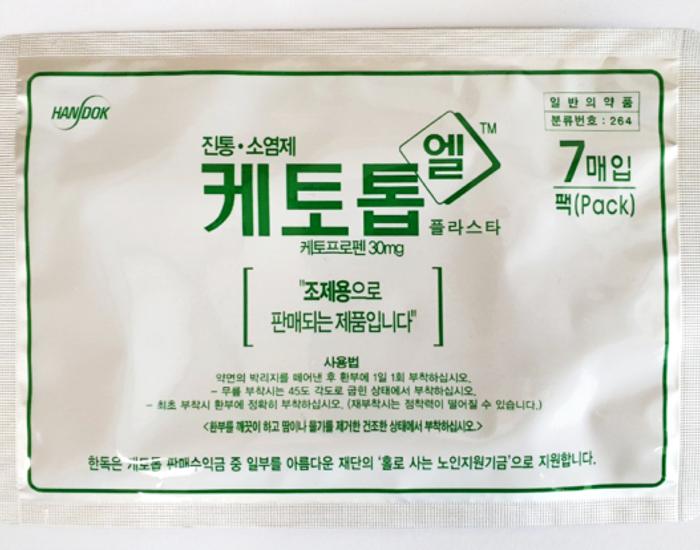 HANDOK
일반의약품
분류번호 : 264
진통•소염제
케토톱 엘 TM
플라스타
케토프로펜 30mg
7매입
팩(Pack)
"조제용으로
판매되는 제품입니다"
사용법
약면의 박리지를 떼어낸 후 환부에 1일 1회 부착하십시오.
- 무릎 부착시는 45도 각도로 굽힌 상태에서 부착하십시오.
- 최초 부착시 환부에 정확히 부착하십시오. (재부착시는 점착력이 떨어질 수 있습니다.)
<환부를 깨끗이 하고 땀이나 물기를 제거한 건조한 상태에서 부착하십시오.>
한독은 케토톱 판매수익금 중 일부를 아름다운 재단의 '홀로 사는 노인지원기금'으로 지원합니다.